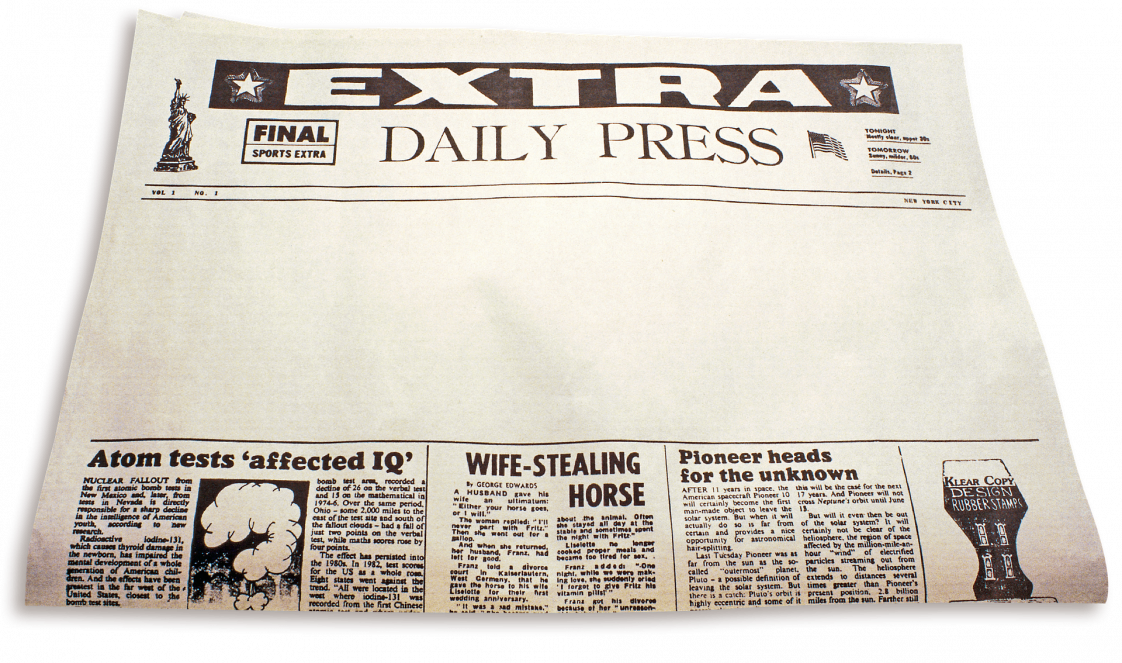 EXTRA
FINAL
SPORTS EXTRA
DAILY PRESS
TONIGHT
Mostly clear, upper 30s
TOMORROW
Sunny, milder, 60s
Details, Page 2
VOL 1 NO. 1
NEW YORK CITY
Atom tests ‘affected IQ’
NUCLEAR FALLOUT from
the first atomic bomb tests in
New Mexico and, later, from
tests in Nevada is directly
responsible for a sharp decline
in the intelligence of American
youth, according to new
research.
Radioactive iodine-131,
which causes thyroid damage in
the newborn, has impaired the
mental development of a whole
generation of American chil-
dren. And the effects have been
greatest in the far west of the
United States, closest to the
bomb test sites.
bomb test area, recorded a
decline of 26 on the verbal test
and 15 on the mathematical in
1974-6. Over the same period,
Ohio – some 2,000 miles to the
east of the test site and south of
the fallout clouds – had a fall of
just two points on the verbal
test, while maths scores rose by
four points.
The effect has persisted into
the 1980s. In 1982, test scores
for the US as a whole rose.
Eight states went against the
trend. "All were located in the
west where iodine-131 was
recorded from the first Chinese
WIFE-STEALING
HORSE
By GEORGE EDWARDS
A HUSBAND gave his
wife an ultimatum:
"Either your horse goes,
or I will."
The woman replied: "I'll
never part with Fritz".
Then she went out for a
gallop.
And when she returned,
her husband, Franz, had
left for good.
Franz told a divorce
court in Kaiserlautern,
West Germany, that he
gave the horse to his wife
Liselotte for their first
wedding anniversary.
"It was a sad mistake,"
about the animal. Often
she stayed all day at the
stable and sometimes spent
the night with Fritz".
Liselotte no longer
cooked proper meals and
became too tired for sex.
Franz added: "One
night, while we were mak-
ing love, she suddenly cried
'I forgot to give Fritz his
vitamin pills!'"
Franz got his divorce
because of her "unreason-
Pioneer heads
for the unknown
AFTER 11 years in space, the
American spacecraft Pioneer 10
will certainly become the first
man-made object to leave the
solar system. But when it will
actually do so is far from
certain and provides a nice
opportunity for astronomical
hair-splitting.
Last Tuesday Pioneer was as
far from the sun as the so-
called "outermost" planet,
Pluto – a possible definition of
leaving the solar system. But
there is a catch: Pluto's orbit is
highly eccentric and some of it
this will be the case for the next
17 years. And Pioneer will not
cross Neptune's orbit until June
13.
But will it even then be out
of the solar system? It will
certainly not be clear of the
heliosphere, the region of space
affected by the million-mile-an-
hour "wind" of electrified
particles streaming out from
the sun. The heliosphere
extends to distances several
times greater than Pioneer's
present position, 2.8 billion
miles from the sun. Farther still
KLEAR COPY
DESIGN
RUBBER STAMPS